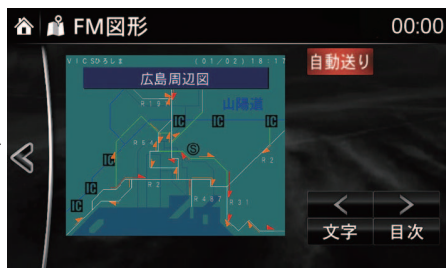 FM図形
00:00
VICSひろしま (01/02) 18:17
自動送り
広島周辺図
R191
山陽道
IC
IC
IC
R54
S
IC
R2
R2
IC
IC
R487
R31
文字
目次